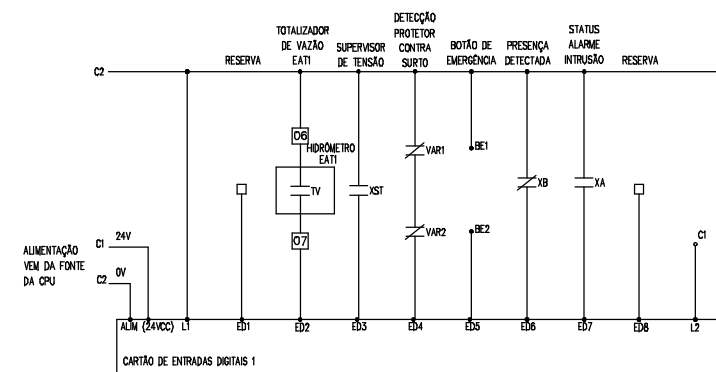 DETECÇÃO
TOTALIZADOR
PROTETOR
STATUS
DE VAZÃO
SUPERVISOR
CONTRA
BOTÃO DE
PRESENÇA
ALARME
RESERVA
EAT1
DE TENSÃO
SURTO
EMERGÊNCIA
DETECTADA
INTRUSÃO
RESERVA
C2
06
HIDRÔMETRO
EAT1
VAR1
BE1
TV
XST
XB
XA
07
VAR2
BE2
C1
24V
C1
ALIMENTAÇÃO
VEM DA FONTE
DA CPU
0V
C2
ALIM (24VCC)
L1
ED1
ED2
ED3
ED4
ED5
ED6
ED7
ED8
L2
CARTÃO DE ENTRADAS DIGITAIS 1